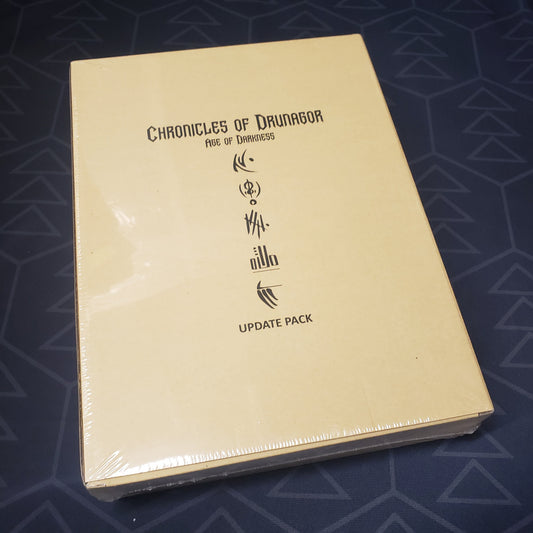 Chronicles of Drunagor
Age of Darkness
UPDATE PACK